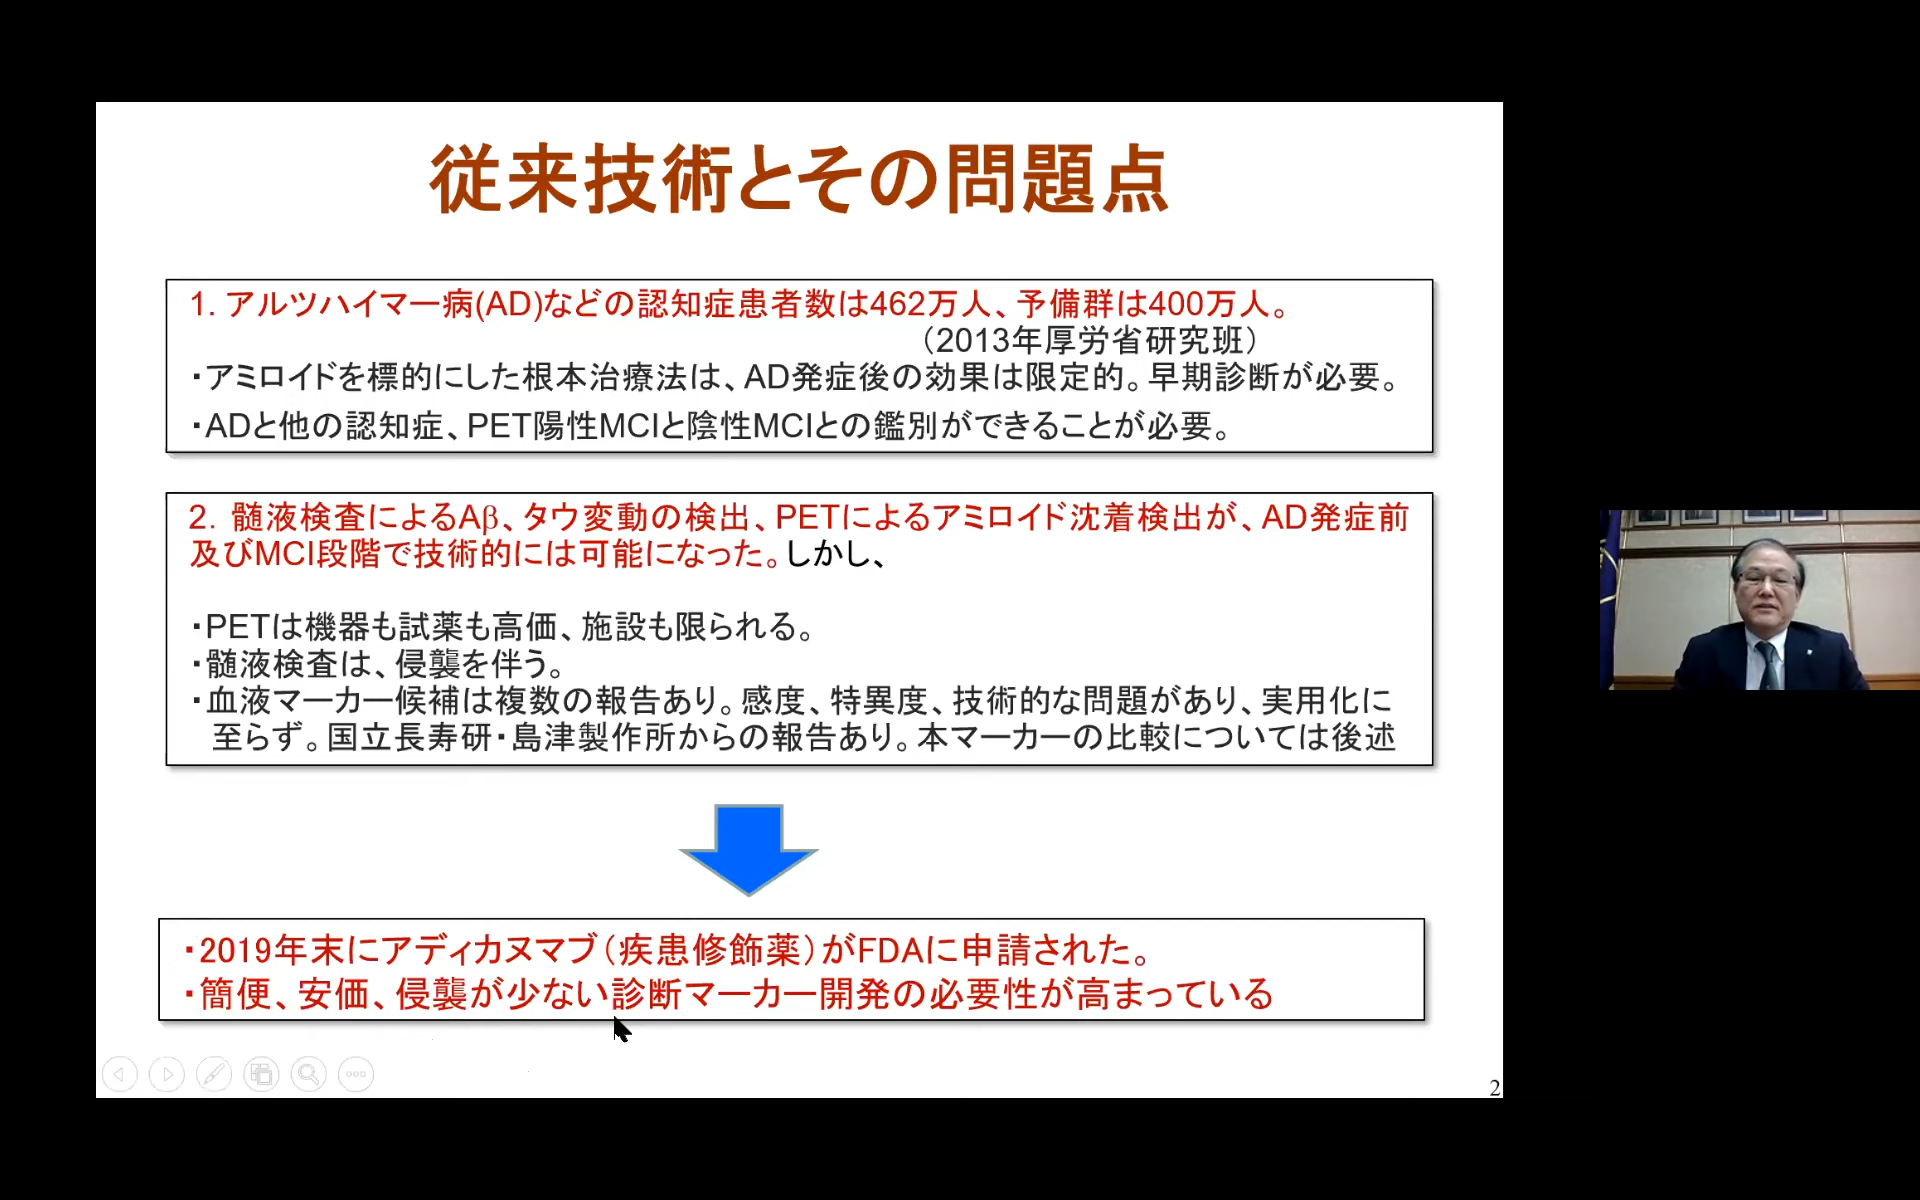 従来技術とその問題点
1. アルツハイマー病(AD)などの認知症患者数は462万人、予備群は400万人。
（2013年厚労省研究班）
・アミロイドを標的にした根本治療法は、AD発症後の効果は限定的。早期診断が必要。
・ADと他の認知症、PET陽性MCIと陰性MCIとの鑑別ができることが必要。
2. 髄液検査によるAβ、タウ変動の検出、PETによるアミロイド沈着検出が、AD発症前
及びMCI段階で技術的には可能になった。しかし、
・PETは機器も試薬も高価、施設も限られる。
・髄液検査は、侵襲を伴う。
・血液マーカー候補は複数の報告あり。感度、特異度、技術的な問題があり、実用化に
至らず。国立長寿研・島津製作所からの報告あり。本マーカーの比較については後述
・2019年末にアディカヌマブ（疾患修飾薬）がFDAに申請された。
・簡便、安価、侵襲が少ない診断マーカー開発の必要性が高まっている
2